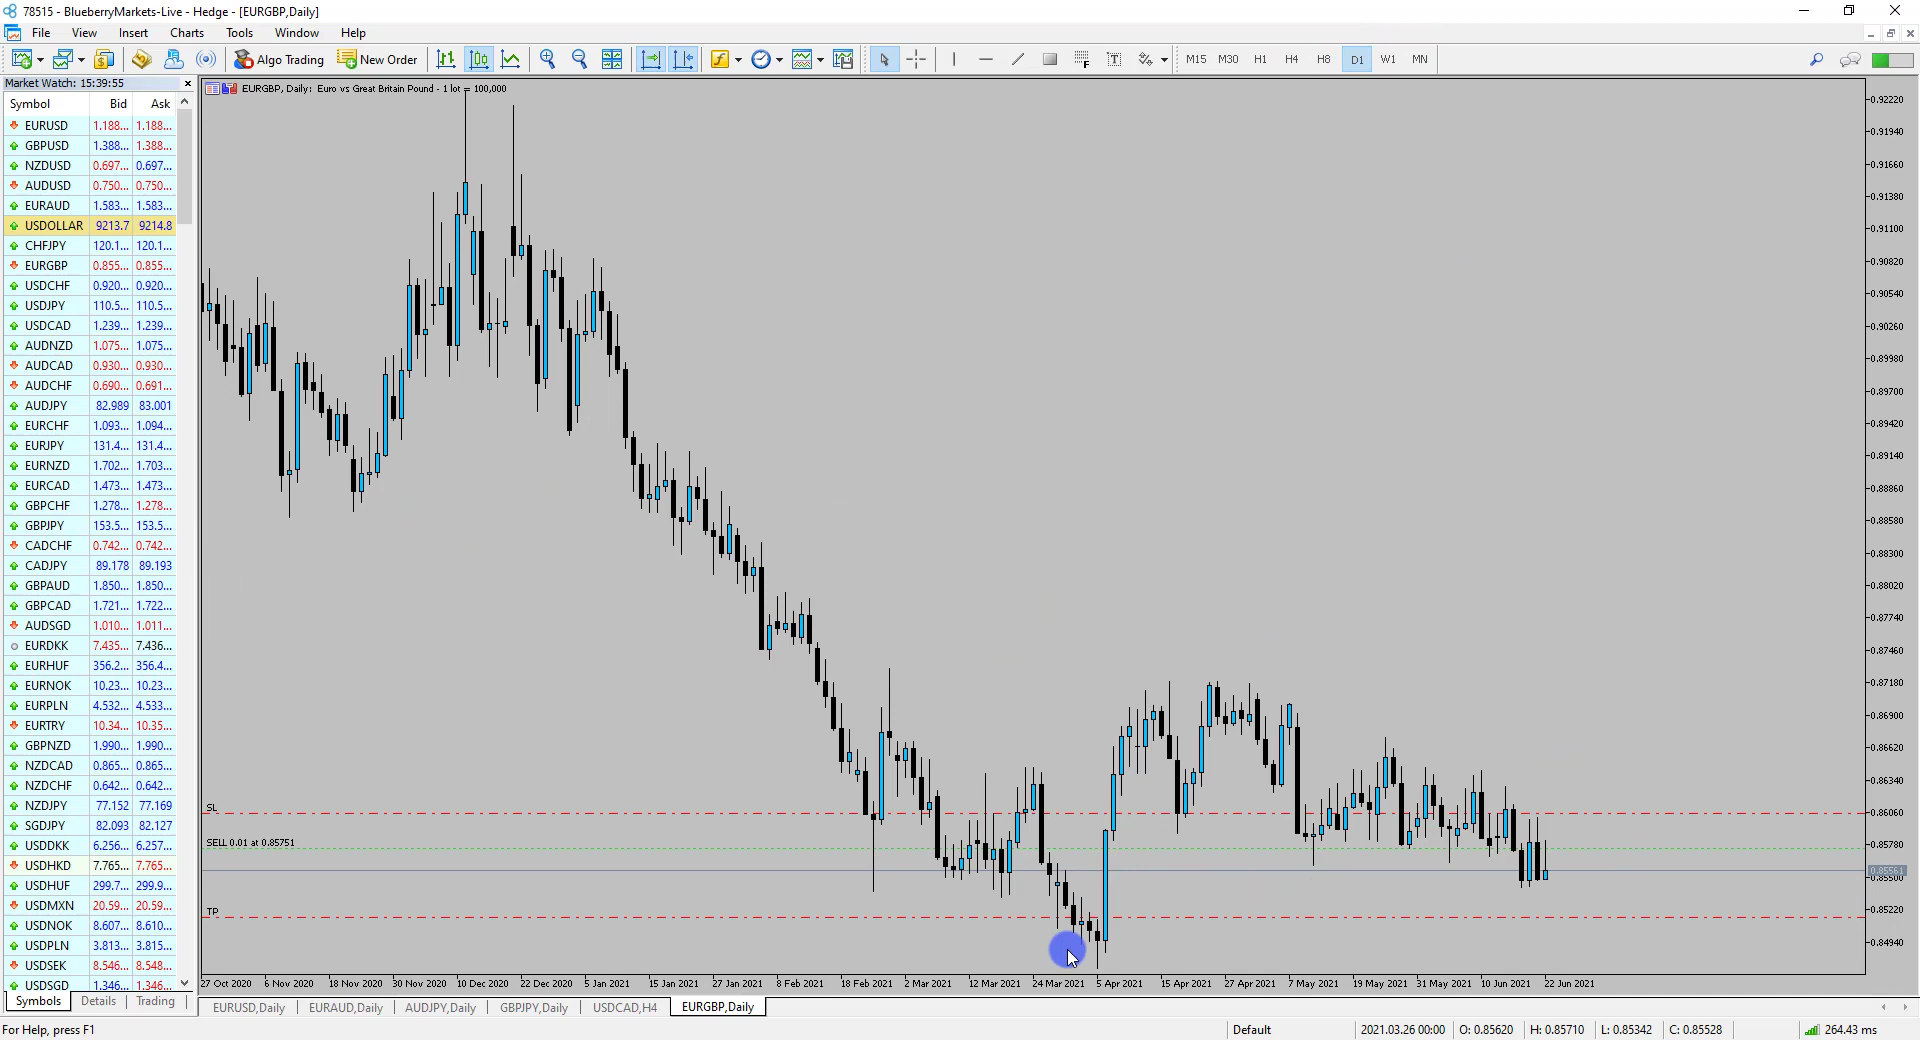 78515 - BlueberryMarkets-Live - Hedge - [EURGBP,Daily]
File View Insert Charts Tools Window Help
Algo Trading New Order M15 M30 H1 H4 H8 D1 W1 MN
Market Watch: 15:39:55
Symbol Bid Ask
EURUSD 1.188... 1.188...
GBPUSD 1.388... 1.388...
NZDUSD 0.697... 0.697...
AUDUSD 0.750... 0.750...
EURAUD 1.583... 1.583...
USDOLLAR 9213.7 9214.8
CHFJPY 120.1... 120.1...
EURGBP 0.855... 0.855...
USDCHF 0.920... 0.920...
USDJPY 110.5... 110.5...
USDCAD 1.239... 1.239...
AUDNZD 1.075... 1.075...
AUDCAD 0.930... 0.930...
AUDCHF 0.690... 0.691...
AUDJPY 82.989 83.001
EURCHF 1.093... 1.094...
EURJPY 131.4... 131.4...
EURNZD 1.702... 1.703...
EURCAD 1.473... 1.473...
GBPCHF 1.278... 1.278...
GBPJPY 153.5... 153.5...
CADCHF 0.742... 0.742...
CADJPY 89.178 89.193
GBPAUD 1.850... 1.850...
GBPCAD 1.721... 1.722...
AUDSGD 1.010... 1.011...
EURDKK 7.435... 7.436...
EURHUF 356.2... 356.4...
EURNOK 10.23... 10.23...
EURPLN 4.532... 4.533...
EURTRY 10.34... 10.35...
GBPNZD 1.990... 1.990...
NZDCAD 0.865... 0.865...
NZDCHF 0.642... 0.642...
NZDJPY 77.152 77.169
SGDJPY 82.093 82.127
USDDKK 6.256... 6.257...
USDHKD 7.765... 7.765...
USDHUF 299.7... 299.9...
USDMXN 20.59... 20.59...
USDNOK 8.607... 8.610...
USDPLN 3.813... 3.815...
USDSEK 8.546... 8.548...
USDSGD 1.346... 1.346...
Symbols Details Trading
EURGBP, Daily: Euro vs Great Britain Pound - 1 lot = 100,000
0.92220
0.91940
0.91660
0.91380
0.91100
0.90820
0.90540
0.90260
0.89980
0.89700
0.89420
0.89140
0.88860
0.88580
0.88300
0.88020
0.87740
0.87460
0.87180
0.86900
0.86620
0.86340
SL
0.86060
SELL 0.01 at 0.85751
0.85780
0.85561
0.85500
TP
0.85220
0.84940
27 Oct 2020 6 Nov 2020 18 Nov 2020 30 Nov 2020 10 Dec 2020 22 Dec 2020 5 Jan 2021 15 Jan 2021 27 Jan 2021 8 Feb 2021 18 Feb 2021 2 Mar 2021 12 Mar 2021 24 Mar 2021 5 Apr 2021 15 Apr 2021 27 Apr 2021 7 May 2021 19 May 2021 31 May 2021 10 Jun 2021 22 Jun 2021
EURUSD,Daily EURAUD,Daily AUDJPY,Daily GBPJPY,Daily USDCAD,H4 EURGBP,Daily
For Help, press F1 Default 2021.03.26 00:00 O: 0.85620 H: 0.85710 L: 0.85342 C: 0.85528 264.43 ms